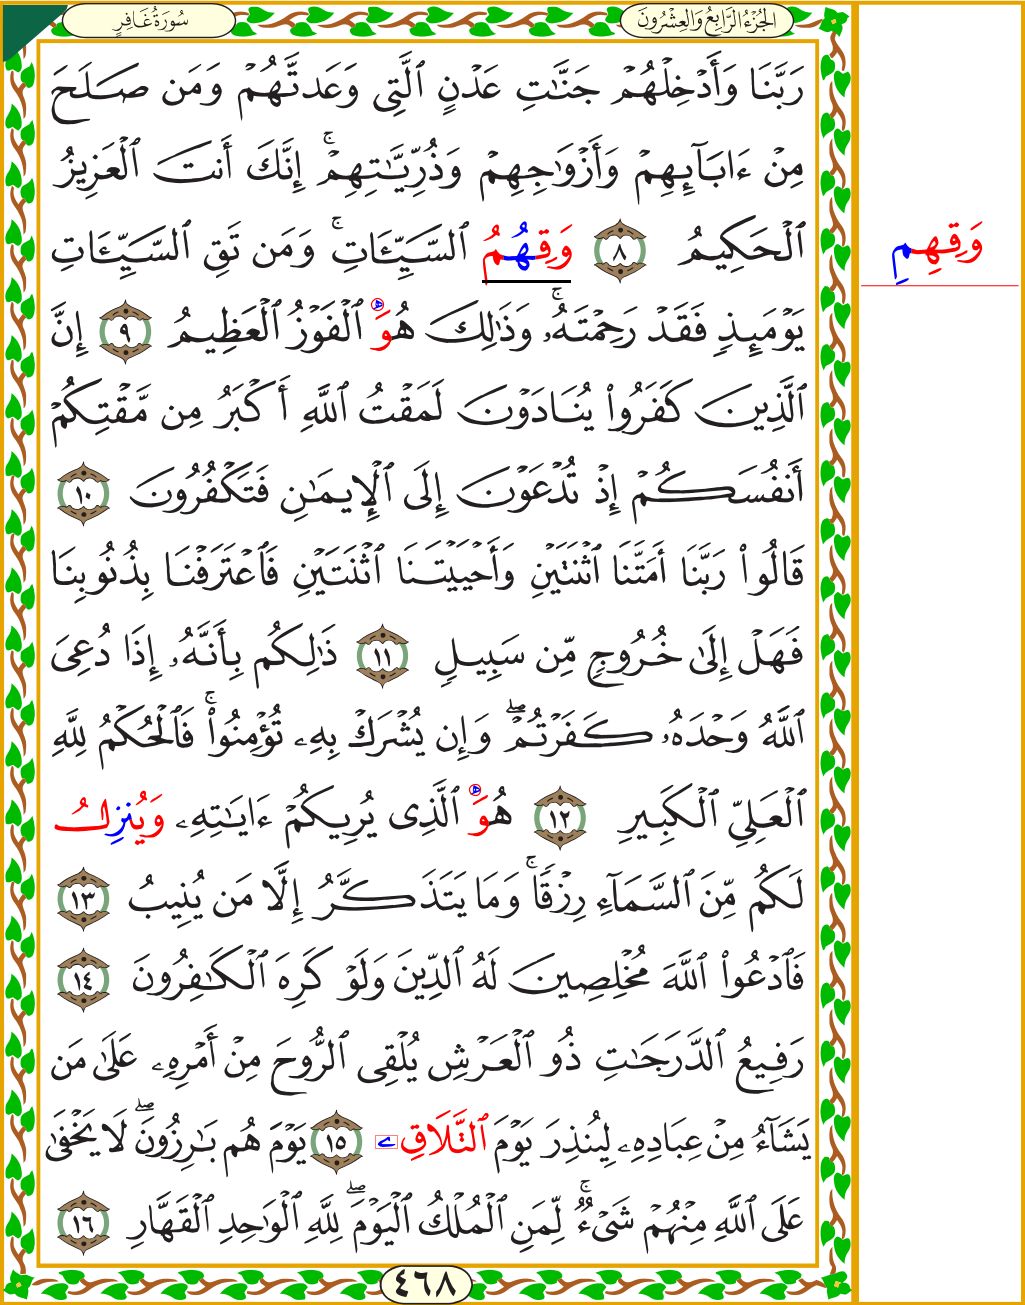 سُورَةُ غَافِرٍ
الجُزْءُ الرَّابِعُ وَالعِشْرُونَ
رَبَّنَا وَأَدْخِلْهُمْ جَنَّٰتِ عَدْنٍ ٱلَّتِى وَعَدتَّهُمْ وَمَن صَلَحَ
مِنْ ءَابَآئِهِمْ وَأَزْوَٰجِهِمْ وَذُرِّيَّٰتِهِمْ ۚ إِنَّكَ أَنتَ ٱلْعَزِيزُ
ٱلْحَكِيمُ ٨ وَقِهُمُ ٱلسَّيِّـَٔاتِ ۚ وَمَن تَقِ ٱلسَّيِّـَٔاتِ
وَقِهِمِ
يَوْمَئِذٍ فَقَدْ رَحِمْتَهُۥ ۚ وَذَٰلِكَ هُوَ ٱلْفَوْزُ ٱلْعَظِيمُ ٩ إِنَّ
ٱلَّذِينَ كَفَرُوا۟ يُنَادَوْنَ لَمَقْتُ ٱللَّهِ أَكْبَرُ مِن مَّقْتِكُمْ
أَنفُسَكُمْ إِذْ تُدْعَوْنَ إِلَى ٱلْإِيمَٰنِ فَتَكْفُرُونَ ١٠
قَالُوا۟ رَبَّنَا أَمَتَّنَا ٱثْنَتَيْنِ وَأَحْيَيْتَنَا ٱثْنَتَيْنِ فَٱعْتَرَفْنَا بِذُنُوبِنَا
فَهَلْ إِلَىٰ خُرُوجٍ مِّن سَبِيلٍ ١١ ذَٰلِكُم بِأَنَّهُۥ إِذَا دُعِىَ
ٱللَّهُ وَحْدَهُۥ كَفَرْتُمْ ۖ وَإِن يُشْرَكْ بِهِۦ تُؤْمِنُوا۟ ۚ فَٱلْحُكْمُ لِلَّهِ
ٱلْعَلِىِّ ٱلْكَبِيرِ ١٢ هُوَ ٱلَّذِى يُرِيكُمْ ءَايَٰتِهِۦ وَيُنزِلُ
لَكُم مِّنَ ٱلسَّمَآءِ رِزْقًا ۚ وَمَا يَتَذَكَّرُ إِلَّا مَن يُنِيبُ ١٣
فَٱدْعُوا۟ ٱللَّهَ مُخْلِصِينَ لَهُ ٱلدِّينَ وَلَوْ كَرِهَ ٱلْكَٰفِرُونَ ١٤
رَفِيعُ ٱلدَّرَجَٰتِ ذُو ٱلْعَرْشِ يُلْقِى ٱلرُّوحَ مِنْ أَمْرِهِۦ عَلَىٰ مَن
يَشَآءُ مِنْ عِبَادِهِۦ لِيُنذِرَ يَوْمَ ٱلتَّلَاقِۦ ١٥ يَوْمَ هُم بَٰرِزُونَ ۖ لَا يَخْفَىٰ
عَلَى ٱللَّهِ مِنْهُمْ شَىْءٌ ۚ لِّمَنِ ٱلْمُلْكُ ٱلْيَوْمَ ۖ لِلَّهِ ٱلْوَٰحِدِ ٱلْقَهَّارِ ١٦
٤٦٨